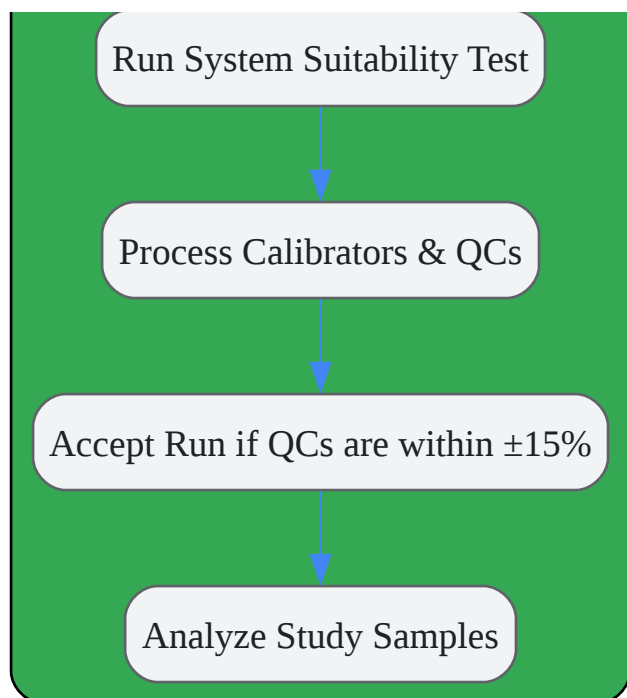 Run System Suitability Test
Process Calibrators & QCs
Accept Run if QCs are within ±15%
Analyze Study Samples